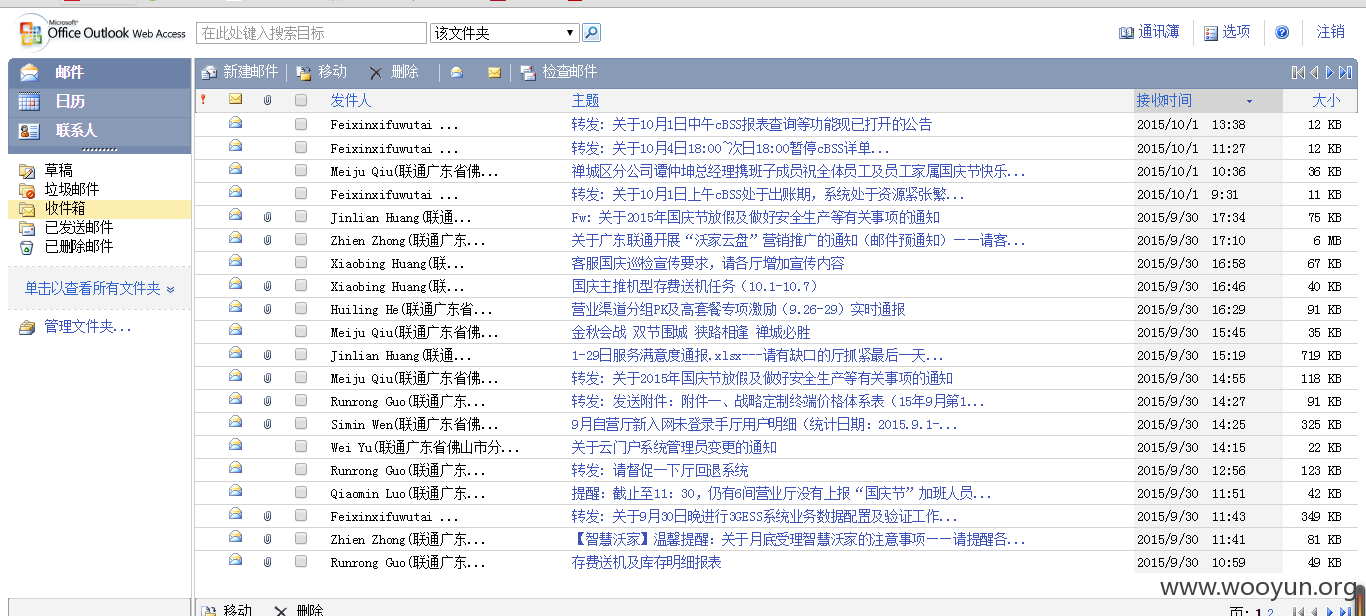 Microsoft
Office Outlook Web Access 在此处键入搜索目标 该文件夹 通讯簿 选项 注销
邮件 新建邮件 移动 删除 检查邮件
日历 发件人 主题 接收时间 大小
联系人
草稿
垃圾邮件
收件箱
已发送邮件
已删除邮件
单击以查看所有文件夹
管理文件夹...
Feixinxifuwutai ... 转发: 关于10月1日中午cBSS报表查询等功能现已打开的公告 2015/10/1 13:38 12 KB
Feixinxifuwutai ... 转发: 关于10月4日18:00~次日18:00暂停cBSS详单... 2015/10/1 11:27 12 KB
Meiju Qiu(联通广东省佛... 禅城区分公司谭仲坤总经理携班子成员祝全体员工及员工家属国庆节快乐... 2015/10/1 10:36 36 KB
Feixinxifuwutai ... 转发: 关于10月1日上午cBSS处于出账期，系统处于资源紧张繁... 2015/10/1 9:31 11 KB
Jinlian Huang(联通... Fw: 关于2015年国庆节放假及做好安全生产等有关事项的通知 2015/9/30 17:34 75 KB
Zhien Zhong(联通广东... 关于广东联通开展“沃家云盘”营销推广的通知（邮件预通知）——请客... 2015/9/30 17:10 6 MB
Xiaobing Huang(联... 客服国庆巡检宣传要求，请各厅增加宣传内容 2015/9/30 16:58 67 KB
Xiaobing Huang(联... 国庆主推机型存费送机任务（10.1-10.7） 2015/9/30 16:46 40 KB
Huiling He(联通广东省... 营业渠道分组PK及高套餐专项激励（9.26-29）实时通报 2015/9/30 16:29 91 KB
Meiju Qiu(联通广东省佛... 金秋会战 双节围城 狭路相逢 禅城必胜 2015/9/30 15:45 35 KB
Jinlian Huang(联通... 1-29日服务满意度通报.xlsx---请有缺口的厅抓紧最后一天... 2015/9/30 15:19 719 KB
Meiju Qiu(联通广东省佛... 转发: 关于2015年国庆节放假及做好安全生产等有关事项的通知 2015/9/30 14:55 118 KB
Runrong Guo(联通广东... 转发: 发送附件：附件一、战略定制终端价格体系表（15年9月第1... 2015/9/30 14:27 91 KB
Simin Wen(联通广东省佛... 9月自营厅新入网未登录手厅用户明细（统计日期：2015.9.1-... 2015/9/30 14:25 325 KB
Wei Yu(联通广东省佛山市分... 关于云门户系统管理员变更的通知 2015/9/30 14:15 22 KB
Runrong Guo(联通广东... 转发: 请督促一下厅回退系统 2015/9/30 12:56 123 KB
Qiaomin Luo(联通广东... 提醒：截止至11：30，仍有6间营业厅没有上报“国庆节”加班人员... 2015/9/30 11:51 42 KB
Feixinxifuwutai ... 转发: 关于9月30日晚进行3GESS系统业务数据配置及验证工作... 2015/9/30 11:43 349 KB
Zhien Zhong(联通广东... 【智慧沃家】温馨提醒：关于月底受理智慧沃家的注意事项——请提醒各... 2015/9/30 11:41 81 KB
Runrong Guo(联通广东... 存费送机及库存明细报表 2015/9/30 10:59 49 KB
www.wooyun.org
移动 删除 页: 1 2